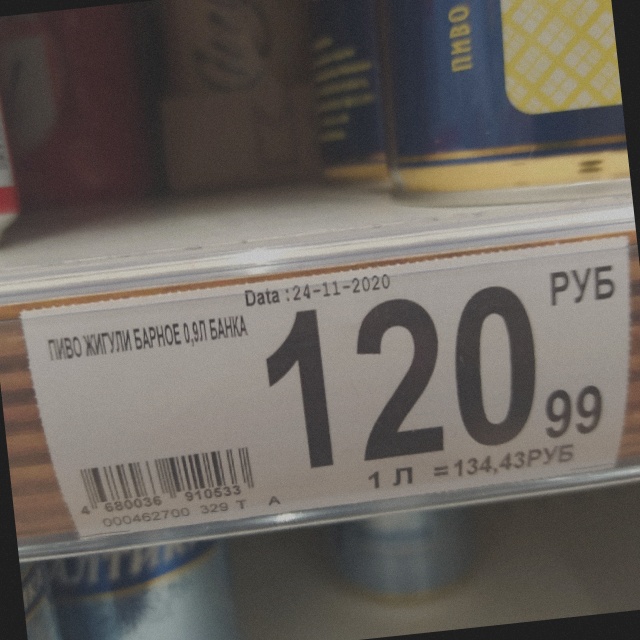 ПИВО
Data :24-11-2020
РУБ
ПИВО ЖИГУЛИ БАРНОЕ 0,9Л БАНКА
120
99
1 Л =134,43РУБ
4 680036 910533
000462700 329 Т А